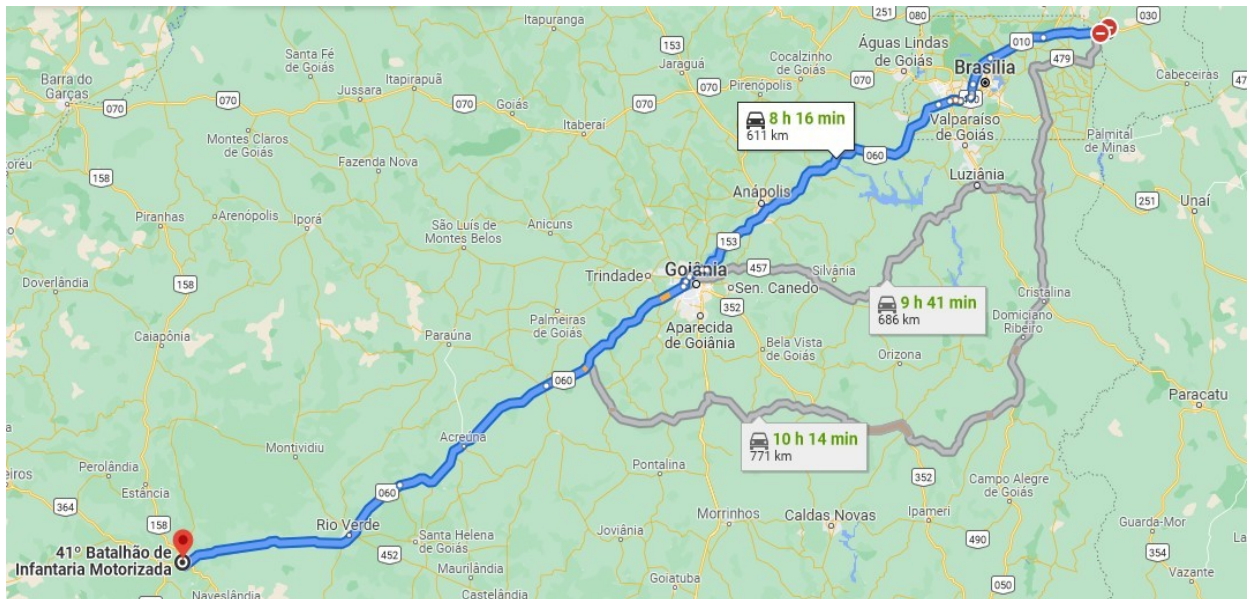 Itapuranga
251
080
030
010
Santa Fé
de Goiás
153
Jaraguá
Cocalzinho
de Goiás
Águas Lindas
de Goiás
479
Brasília
Cabeceiras
Barra do
Garças
070
Jussara
Itapirapuã
070
Goiás
070
Pirenópolis
070
070
Itaberaí
8 h 16 min
611 km
Valparaíso
de Goiás
Palmital
de Minas
Montes Claros
de Goiás
Fazenda Nova
060
Luziânia
158
Anápolis
251
Unaí
Piranhas
Arenópolis
Iporá
São Luís de
Montes Belos
Anicuns
153
Doverlândia
Trindade
Goiânia
457
Silvânia
Sen. Canedo
352
9 h 41 min
686 km
Cristalina
Domiciano
Ribeiro
158
Caiapônia
Paraúna
Palmeiras
de Goiás
Aparecida
de Goiânia
Bela Vista
de Goiás
Orizona
060
Paracatu
10 h 14 min
771 km
Acreúna
Montividiu
Pontalina
352
Campo Alegre
de Goiás
Perolândia
Estância
060
364
158
Rio Verde
Santa Helena
de Goiás
Joviânia
Morrinhos
Caldas Novas
Ipameri
Guarda-Mor
41º Batalhão de
Infantaria Motorizada
452
Maurilândia
490
354
Vazante
Naveslândia
Castelândia
Goiatuba
050